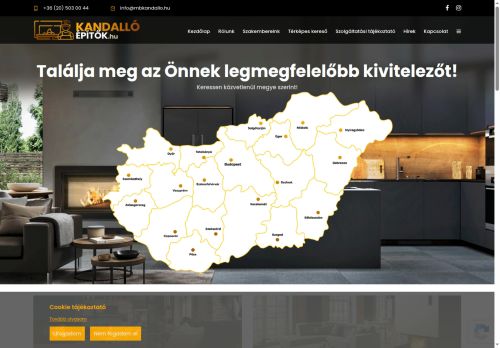 +36 (20) 503 00 44
info@mbkandallo.hu
KANDALLÓ
ÉPÍTŐK.hu
Kezdőlap Rólunk Szakembereink Térképes kereső Szolgáltatási tájékoztató Hírek Kapcsolat
Találja meg az Önnek legmegfelelőbb kivitelezőt!
Keressen közvetlenül megye szerint!
Salgótarján
Miskolc
Nyíregyháza
Eger
Győr
Tatabánya
Budapest
Debrecen
Szombathely
Veszprém
Székesfehérvár
Szolnok
Zalaegerszeg
Kecskemét
Békéscsaba
Kaposvár
Szekszárd
Szeged
Pécs
Cookie tájékoztató
Tovább olvasom
Elfogadom
Nem fogadom el